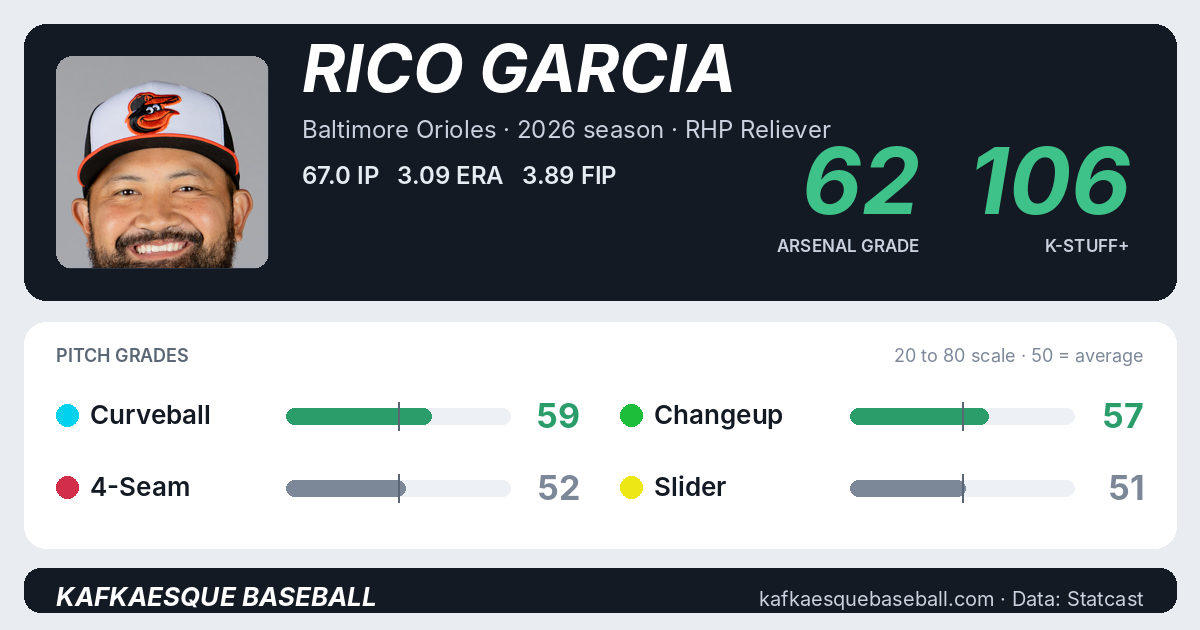 RICO GARCIA
Baltimore Orioles · 2026 season · RHP Reliever
67.0 IP 3.09 ERA 3.89 FIP
62 106
ARSENAL GRADE K-STUFF+
PITCH GRADES 20 to 80 scale · 50 = average
Curveball 59 Changeup 57
4-Seam 52 Slider 51
KAFKAESQUE BASEBALL kafkaesquebaseball.com · Data: Statcast